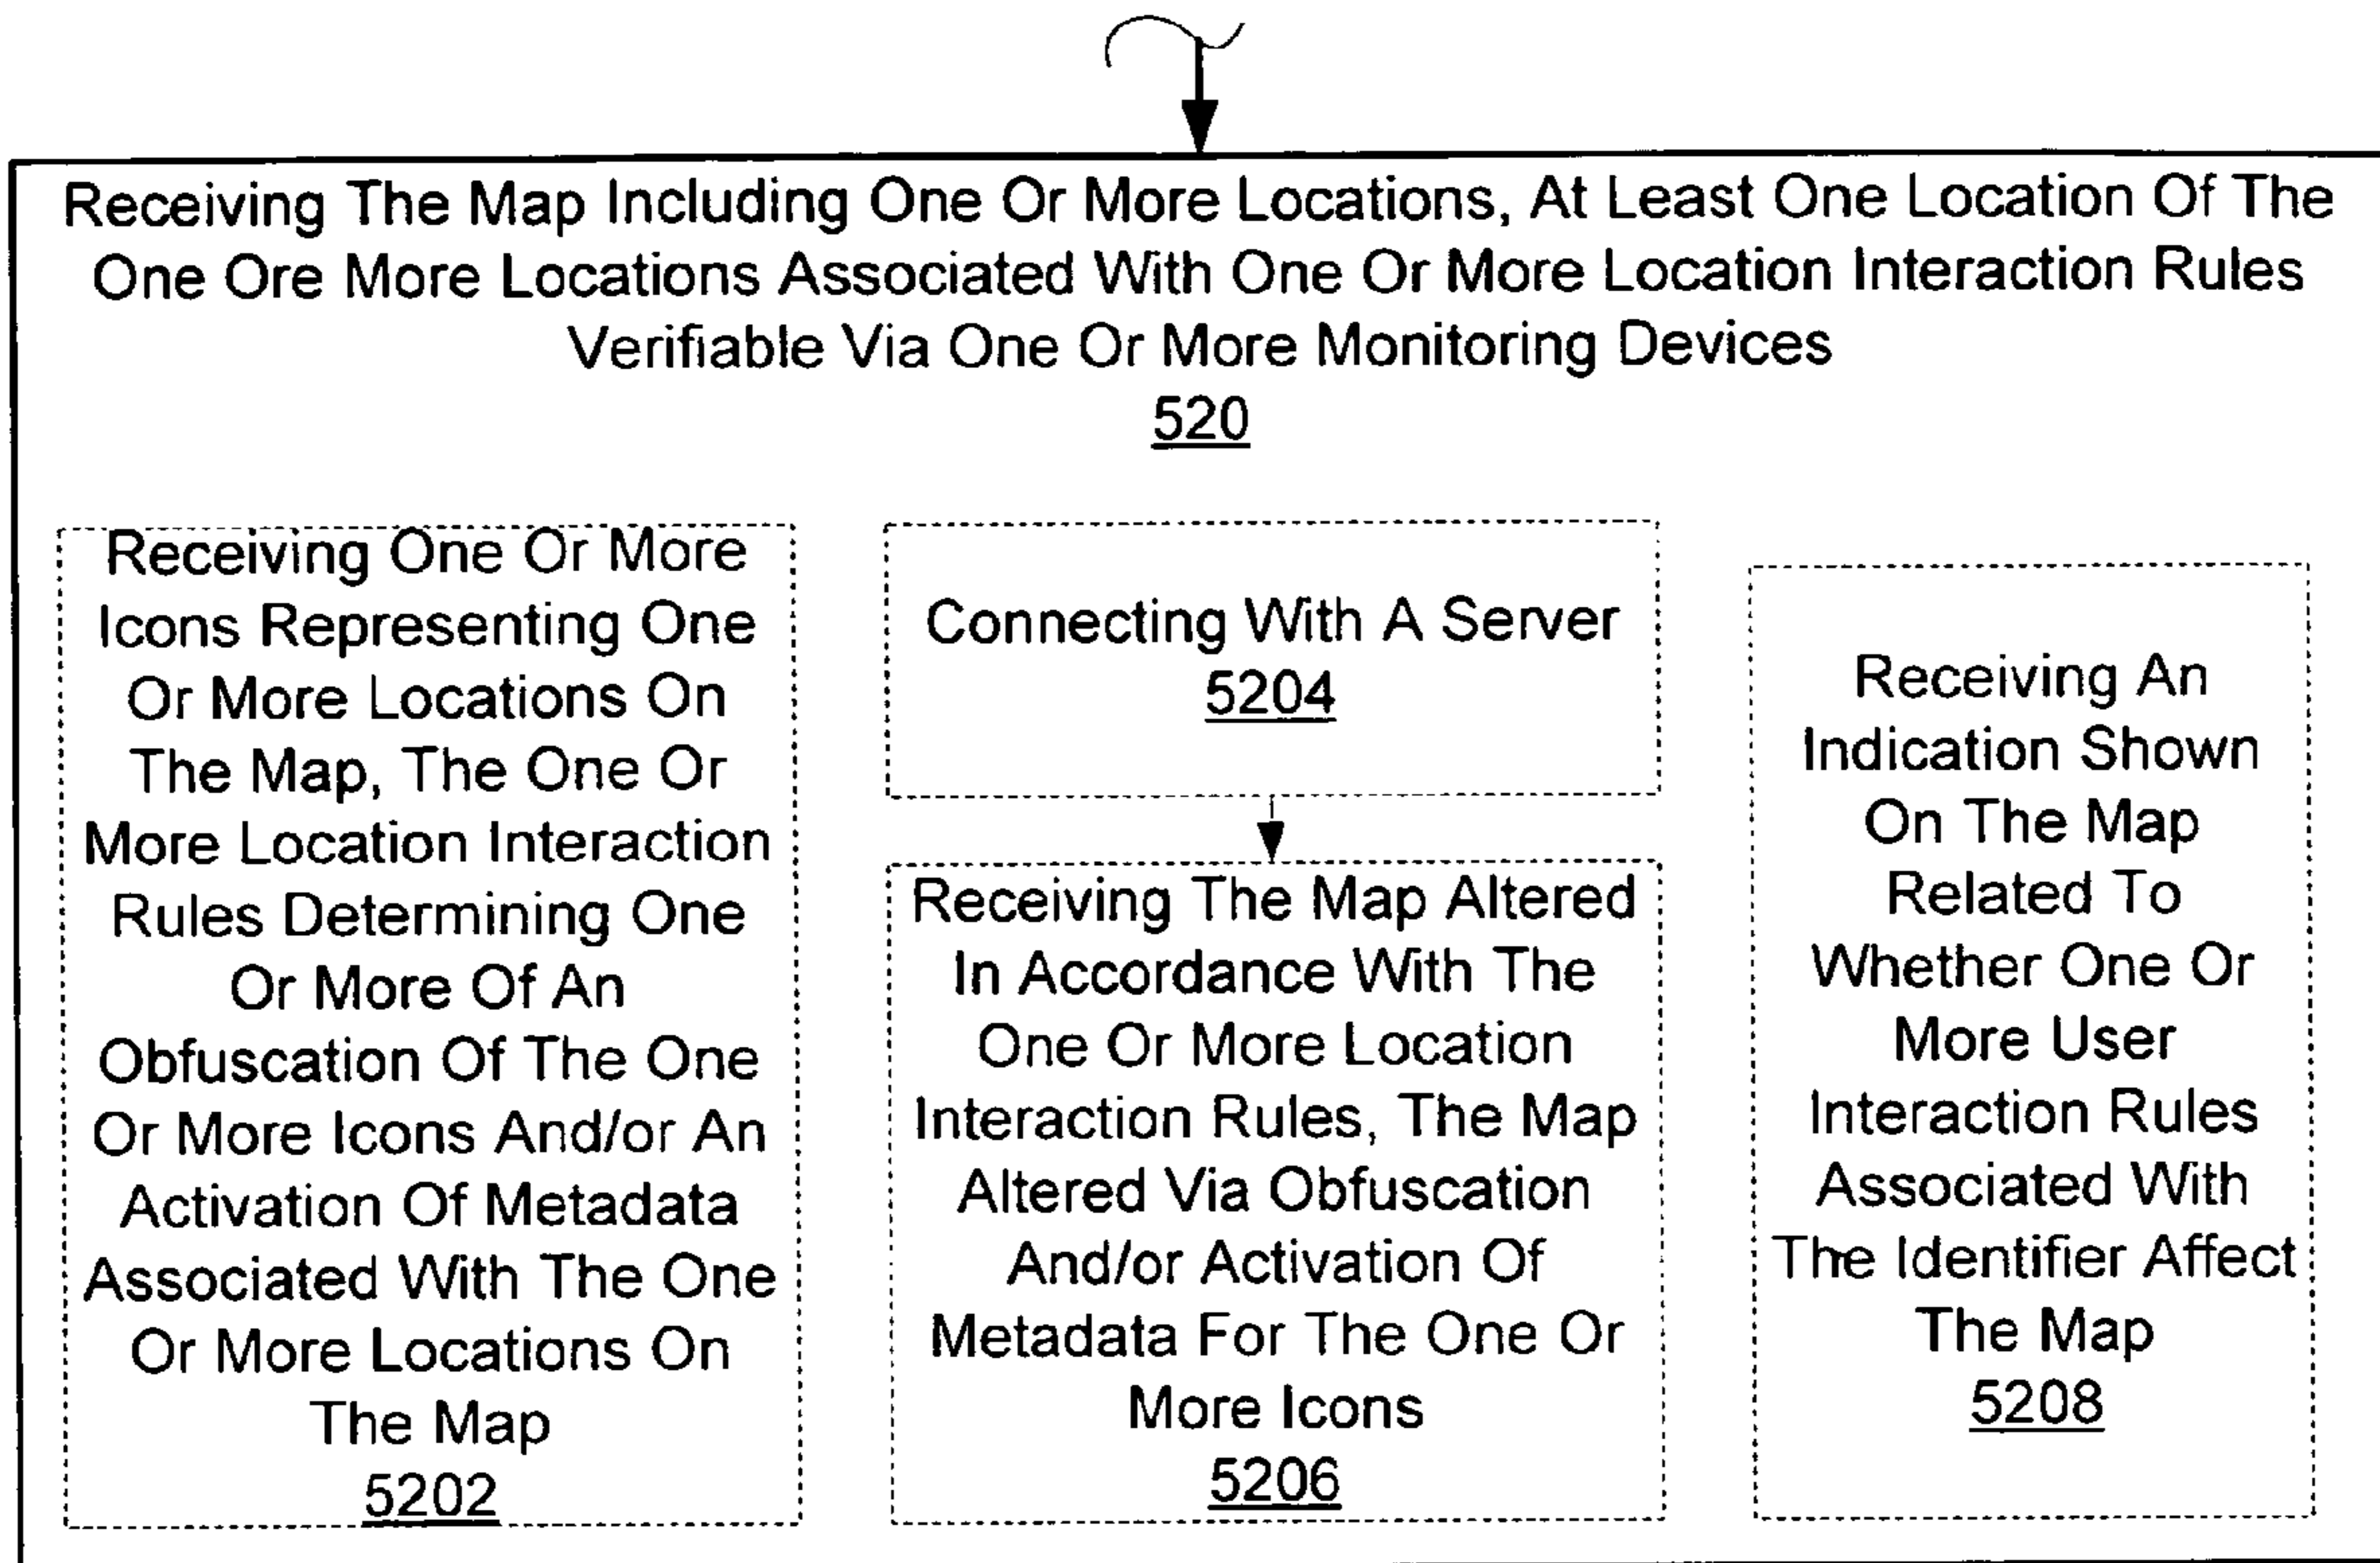 Receiving The Map Including One Or More Locations, At Least One Location Of The
One Ore More Locations Associated With One Or More Location Interaction Rules
Verifiable Via One Or More Monitoring Devices
520
Receiving One Or More
Icons Representing One
Or More Locations On
The Map, The One Or
More Location Interaction
Rules Determining One
Or More Of An
Obfuscation Of The One
Or More Icons And/or An
Activation Of Metadata
Associated With The One
Or More Locations On
The Map
5202
Connecting With A Server
5204
Receiving The Map Altered
In Accordance With The
One Or More Location
Interaction Rules, The Map
Altered Via Obfuscation
And/or Activation Of
Metadata For The One Or
More Icons
5206
Receiving An
Indication Shown
On The Map
Related To
Whether One Or
More User
Interaction Rules
Associated With
The Identifier Affect
The Map
5208